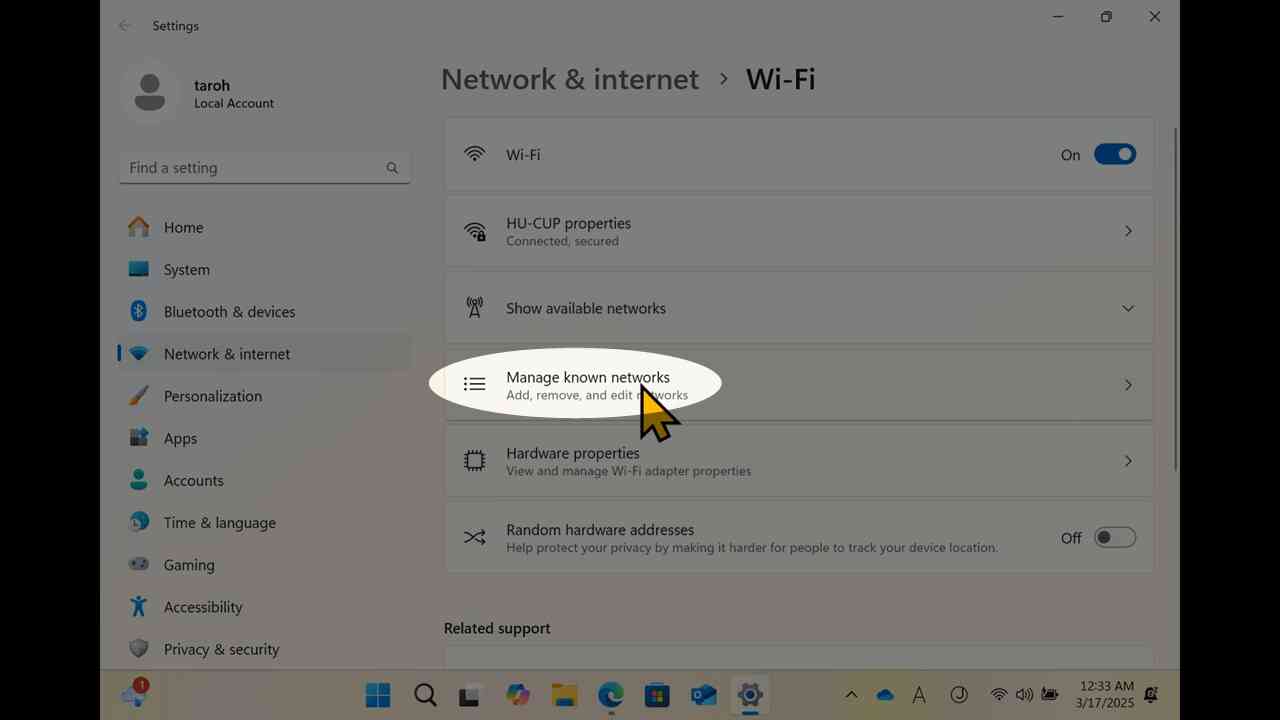 Settings
taroh
Local Account
Find a setting
Home
System
Bluetooth & devices
Network & internet
Personalization
Apps
Accounts
Time & language
Gaming
Accessibility
Privacy & security
Network & internet > Wi-Fi
Wi-Fi
On
HU-CUP properties
Connected, secured
Show available networks
Manage known networks
Add, remove, and edit networks
Hardware properties
View and manage Wi-Fi adapter properties
Random hardware addresses
Help protect your privacy by making it harder for people to track your device location.
Off
Related support
1
A
12:33 AM
3/17/2025